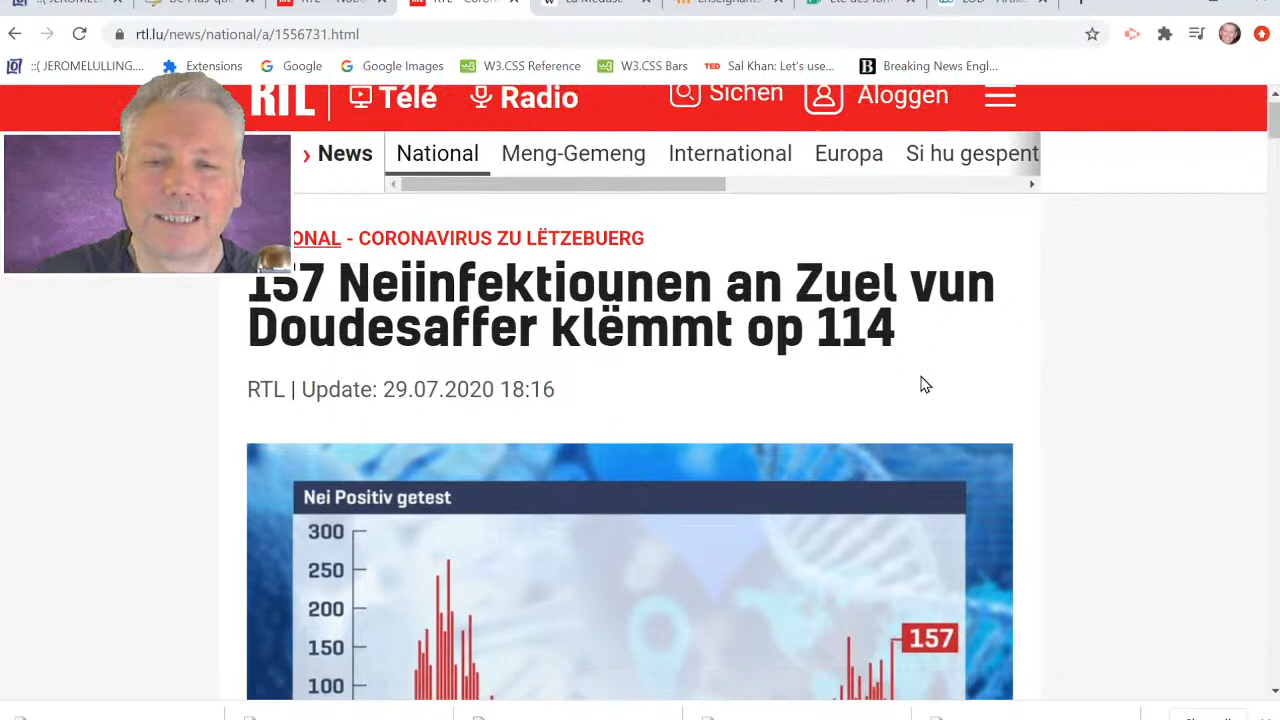 rtl.lu/news/national/a/1556731.html
::( JEROMELULLING.... Extensions Google Google Images W3.CSS Reference W3.CSS Bars TED Sal Khan: Let's use... B Breaking News Engl...
RTL Télé Radio Sichen Aloggen
› News National Meng-Gemeng International Europa Si hu gespent
ONAL - CORONAVIRUS ZU LËTZEBUERG
157 Neiinfektiounen an Zuel vun
Doudesaffer klëmmt op 114
RTL | Update: 29.07.2020 18:16
Nei Positiv getest
300
250
200
150
157
100